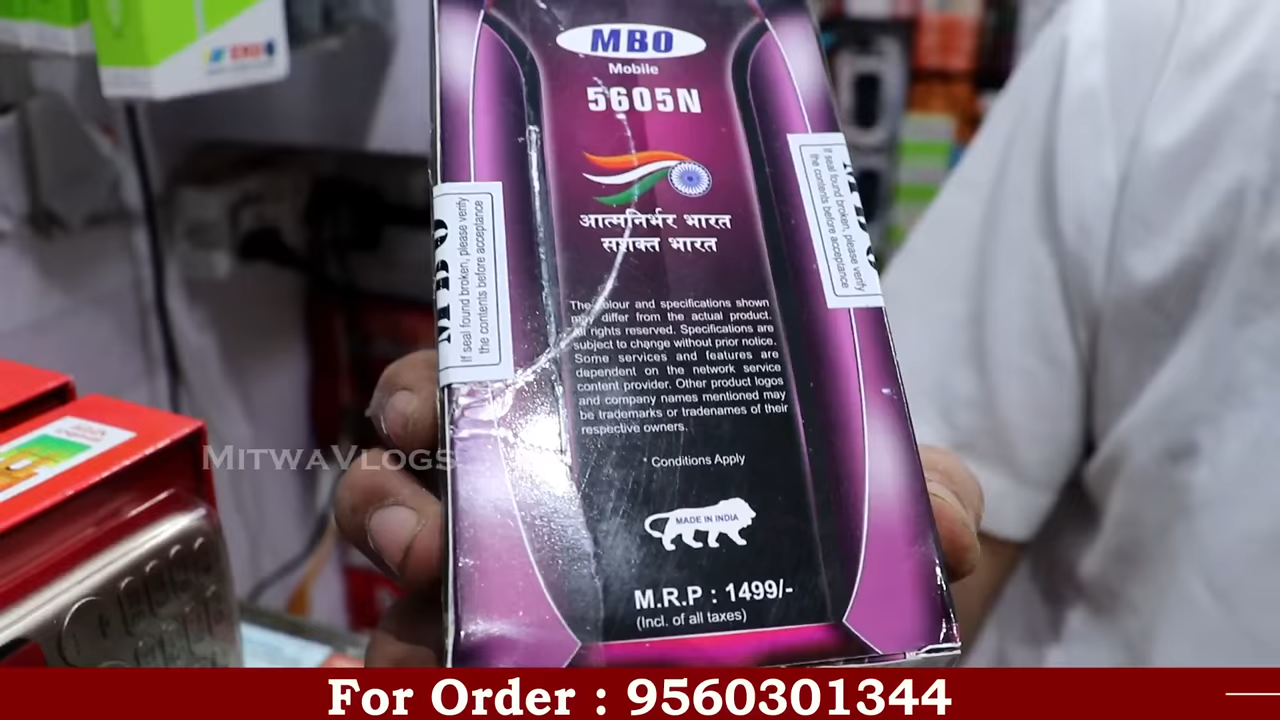 MBO
Mobile
5605N
आत्मनिर्भर भारत
सशक्त भारत
If seal found broken, please verify
the contents before acceptance
If seal found broken, please verify
the contents before acceptance
The colour and specifications shown
may differ from the actual product.
All rights reserved. Specifications are
subject to change without prior notice.
Some services and features are
dependent on the network service
content provider. Other product logos
and company names mentioned may
be trademarks or tradenames of their
respective owners.
* Conditions Apply
MADE IN INDIA
M.R.P : 1499/-
(Incl. of all taxes)
MitwaVlogs
For Order : 9560301344